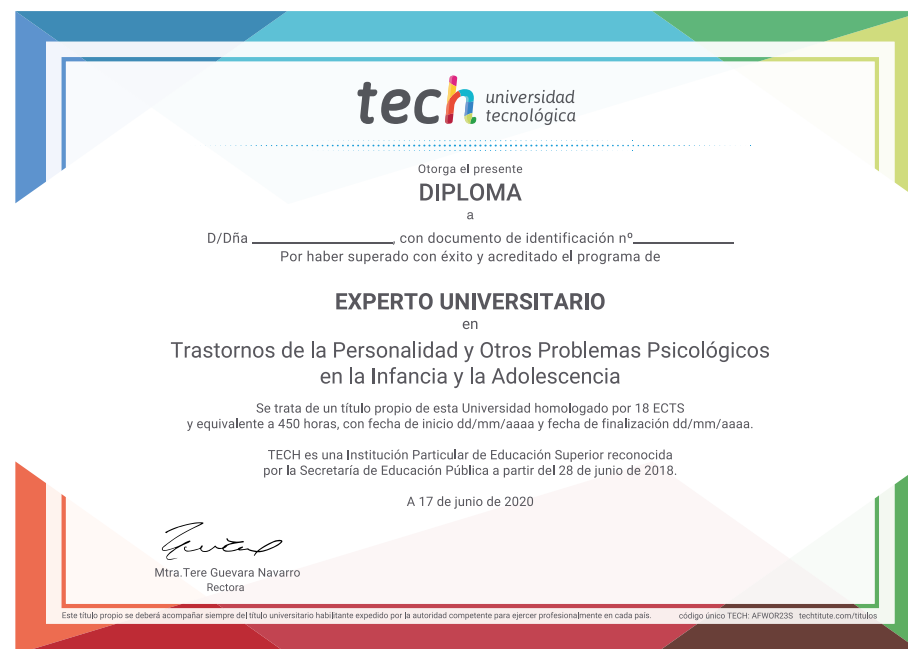 tech universidad
tecnológica
Otorga el presente
DIPLOMA
a
D/Dña ____________________, con documento de identificación nº______________
Por haber superado con éxito y acreditado el programa de
EXPERTO UNIVERSITARIO
en
Trastornos de la Personalidad y Otros Problemas Psicológicos
en la Infancia y la Adolescencia
Se trata de un título propio de esta Universidad homologado por 18 ECTS
y equivalente a 450 horas, con fecha de inicio dd/mm/aaaa y fecha de finalización dd/mm/aaaa.
TECH es una Institución Particular de Educación Superior reconocida
por la Secretaría de Educación Pública a partir del 28 de junio de 2018.
A 17 de junio de 2020
Mtra.Tere Guevara Navarro
Rectora
Este título propio se deberá acompañar siempre del título universitario habilitante expedido por la autoridad competente para ejercer profesionalmente en cada país. código único TECH: AFWOR23S techtitute.com/titulos